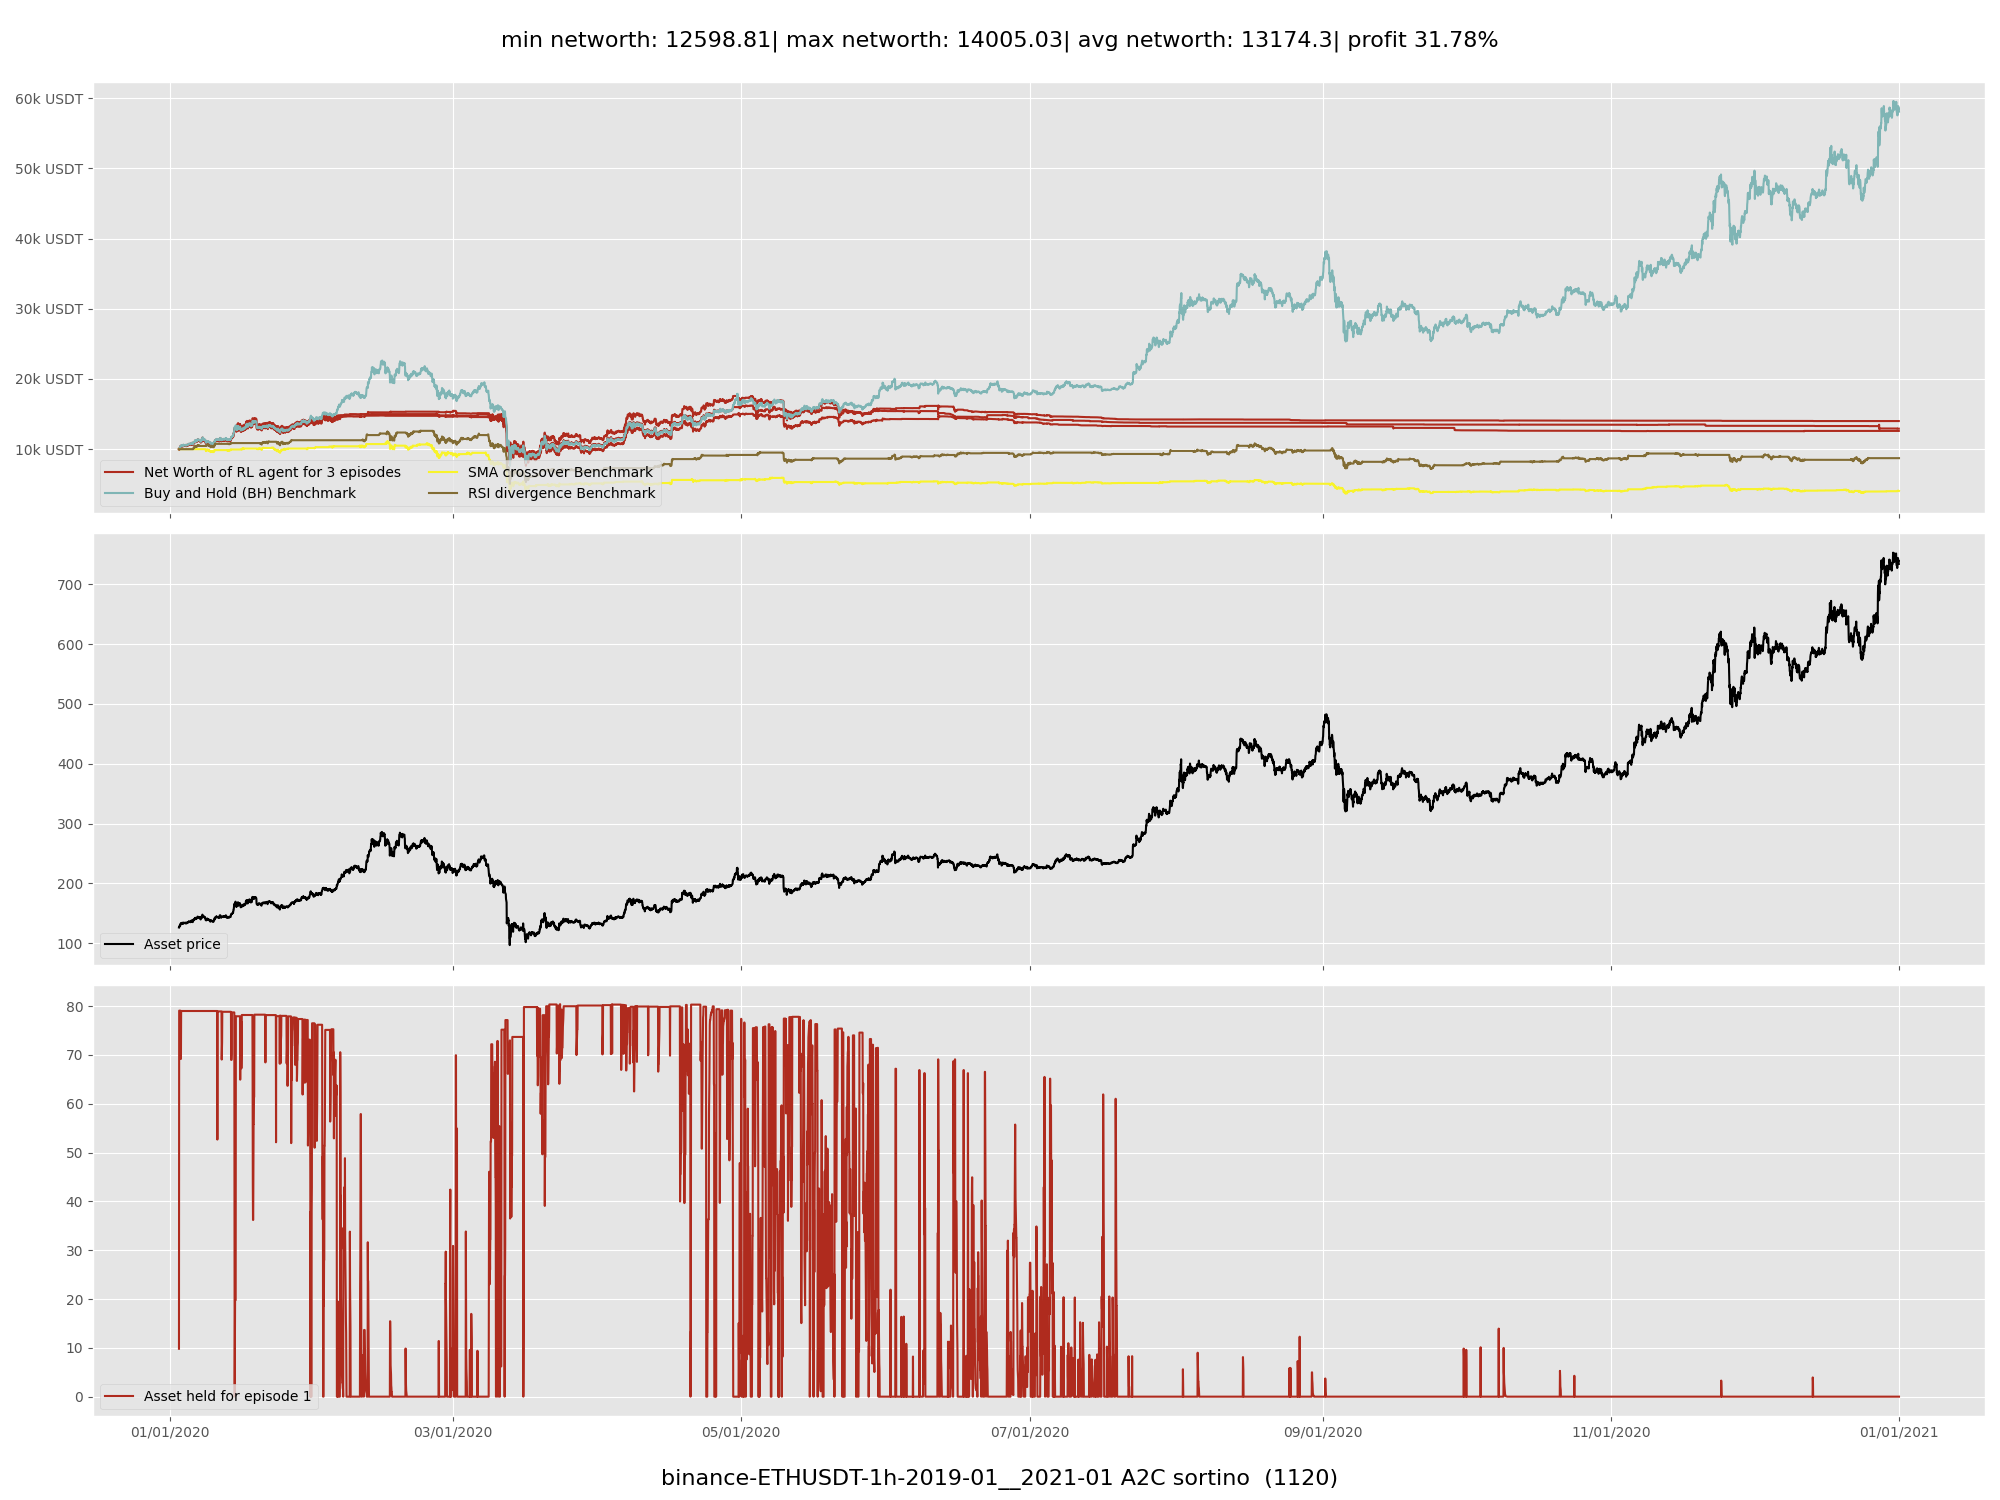 min networth: 12598.81| max networth: 14005.03| avg networth: 13174.3| profit 31.78%
60k USDT
50k USDT
40k USDT
30k USDT
20k USDT
10k USDT
Net Worth of RL agent for 3 episodes
Buy and Hold (BH) Benchmark
SMA crossover Benchmark
RSI divergence Benchmark
700
600
500
400
300
200
100
Asset price
80
70
60
50
40
30
20
10
0
Asset held for episode 1
01/01/2020 03/01/2020 05/01/2020 07/01/2020 09/01/2020 11/01/2020 01/01/2021
binance-ETHUSDT-1h-2019-01__2021-01 A2C sortino (1120)